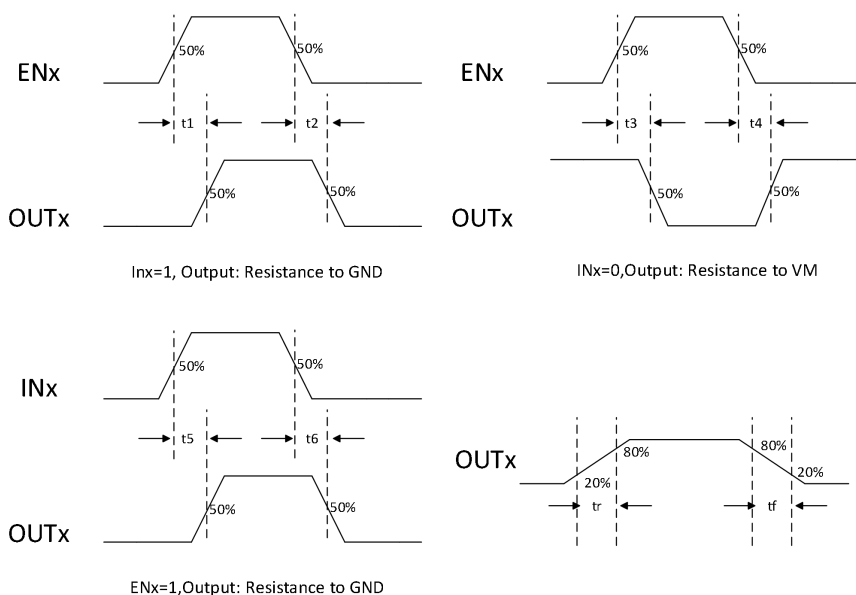 ENx
50%
50%
t1
t2
OUTx
50%
50%
Inx=1, Output: Resistance to GND
ENx
50%
50%
t3
t4
OUTx
50%
50%
INx=0,Output: Resistance to VM
INx
50%
50%
t5
t6
OUTx
50%
50%
ENx=1,Output: Resistance to GND
OUTx
80%
80%
20%
20%
tr
tf